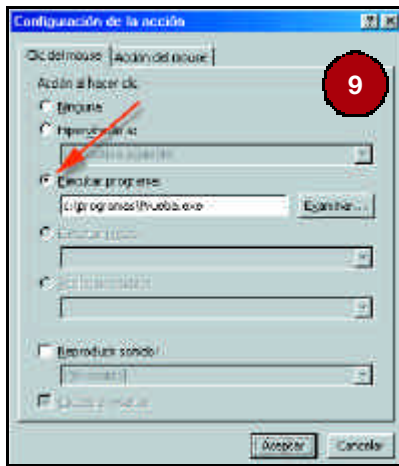 Configuración de la acción
Clic del mouse Acción del mouse
9
Acción al hacer clic
Ninguna
Hipervínculo a:
Ejecutar programa:
c:\programas\Prueba.exe
Examinar...
Reproducir sonido:
Aceptar Cancelar